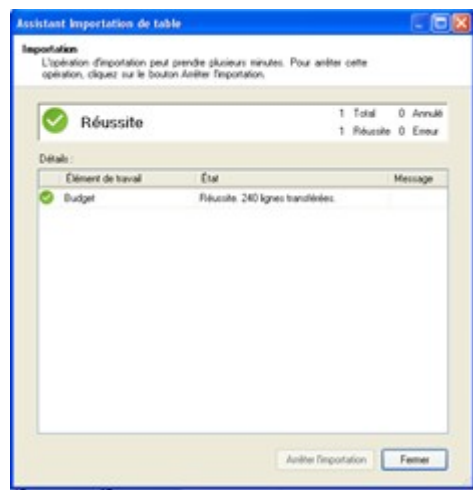 Assistant Importation de table
Importation
L'opération d'importation peut prendre plusieurs minutes. Pour arrêter cette
opération, cliquez sur le bouton Arrêter l'importation.
Réussite
1 Total 0 Annulé
1 Réussite 0 Erreur
Détails :
Élément de travail État Message
Budget Réussite. 240 lignes transférées.
Arrêter l'importation Fermer